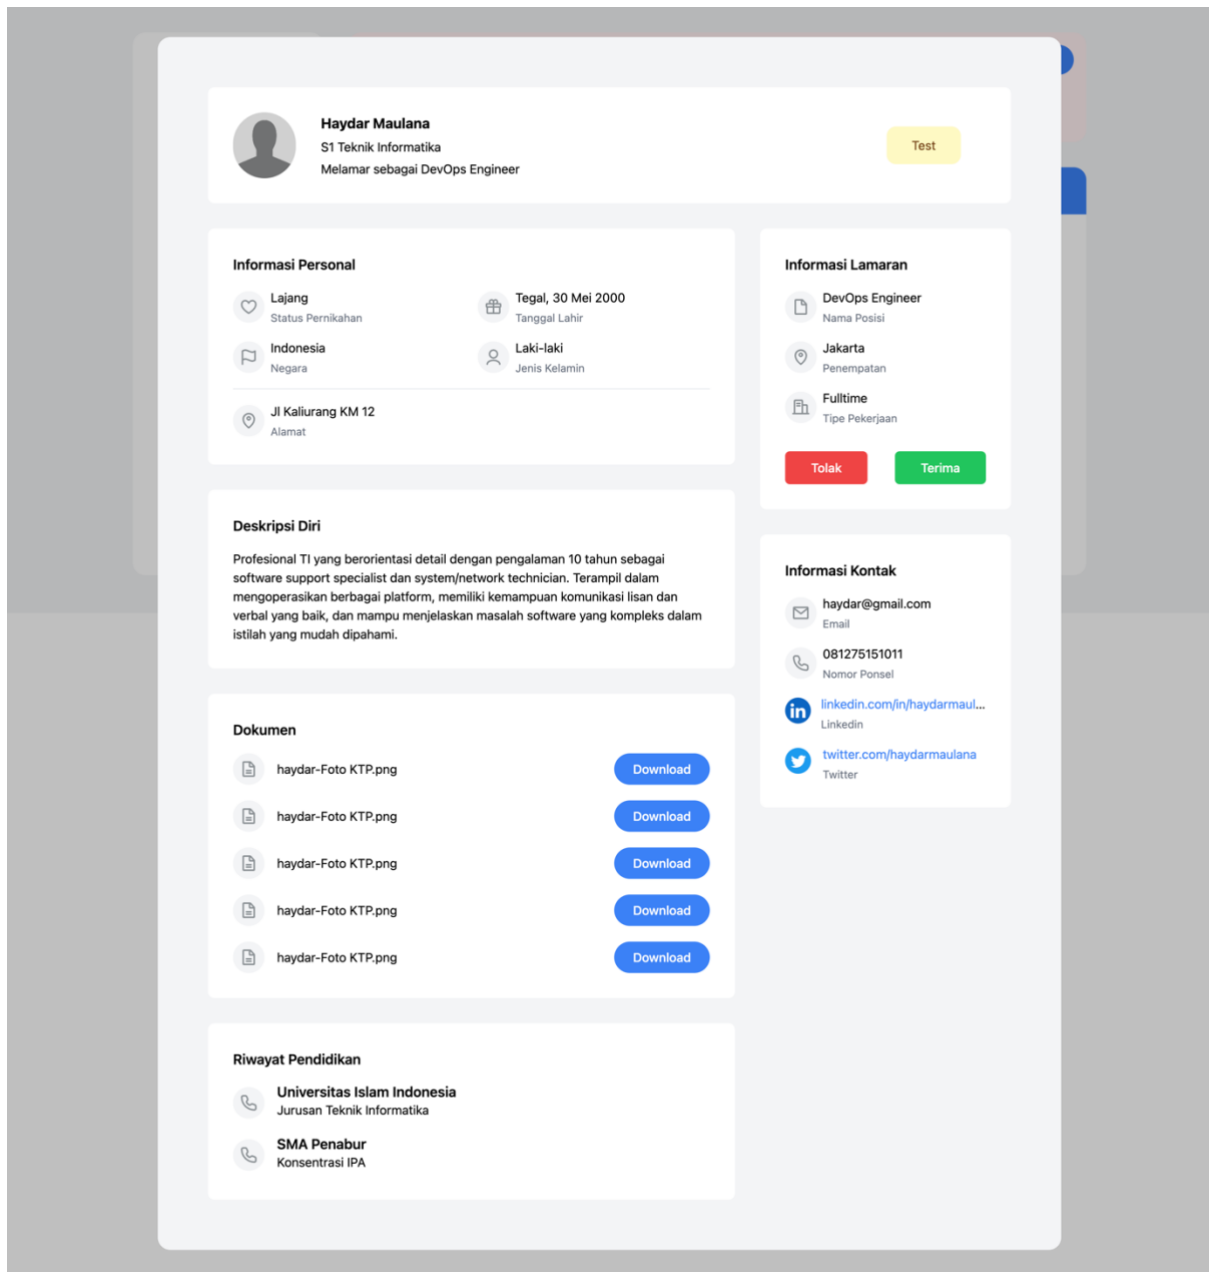 Haydar Maulana
S1 Teknik Informatika
Melamar sebagai DevOps Engineer
Test
Informasi Personal
Lajang
Status Pernikahan
Tegal, 30 Mei 2000
Tanggal Lahir
Indonesia
Negara
Laki-laki
Jenis Kelamin
Jl Kaliurang KM 12
Alamat
Deskripsi Diri
Profesional TI yang berorientasi detail dengan pengalaman 10 tahun sebagai
software support specialist dan system/network technician. Terampil dalam
mengoperasikan berbagai platform, memiliki kemampuan komunikasi lisan dan
verbal yang baik, dan mampu menjelaskan masalah software yang kompleks dalam
istilah yang mudah dipahami.
Dokumen
haydar-Foto KTP.png
Download
haydar-Foto KTP.png
Download
haydar-Foto KTP.png
Download
haydar-Foto KTP.png
Download
haydar-Foto KTP.png
Download
Riwayat Pendidikan
Universitas Islam Indonesia
Jurusan Teknik Informatika
SMA Penabur
Konsentrasi IPA
Informasi Lamaran
DevOps Engineer
Nama Posisi
Jakarta
Penempatan
Fulltime
Tipe Pekerjaan
Tolak
Terima
Informasi Kontak
haydar@gmail.com
Email
081275151011
Nomor Ponsel
in
linkedin.com/in/haydarmaul...
Linkedin
twitter.com/haydarmaulana
Twitter